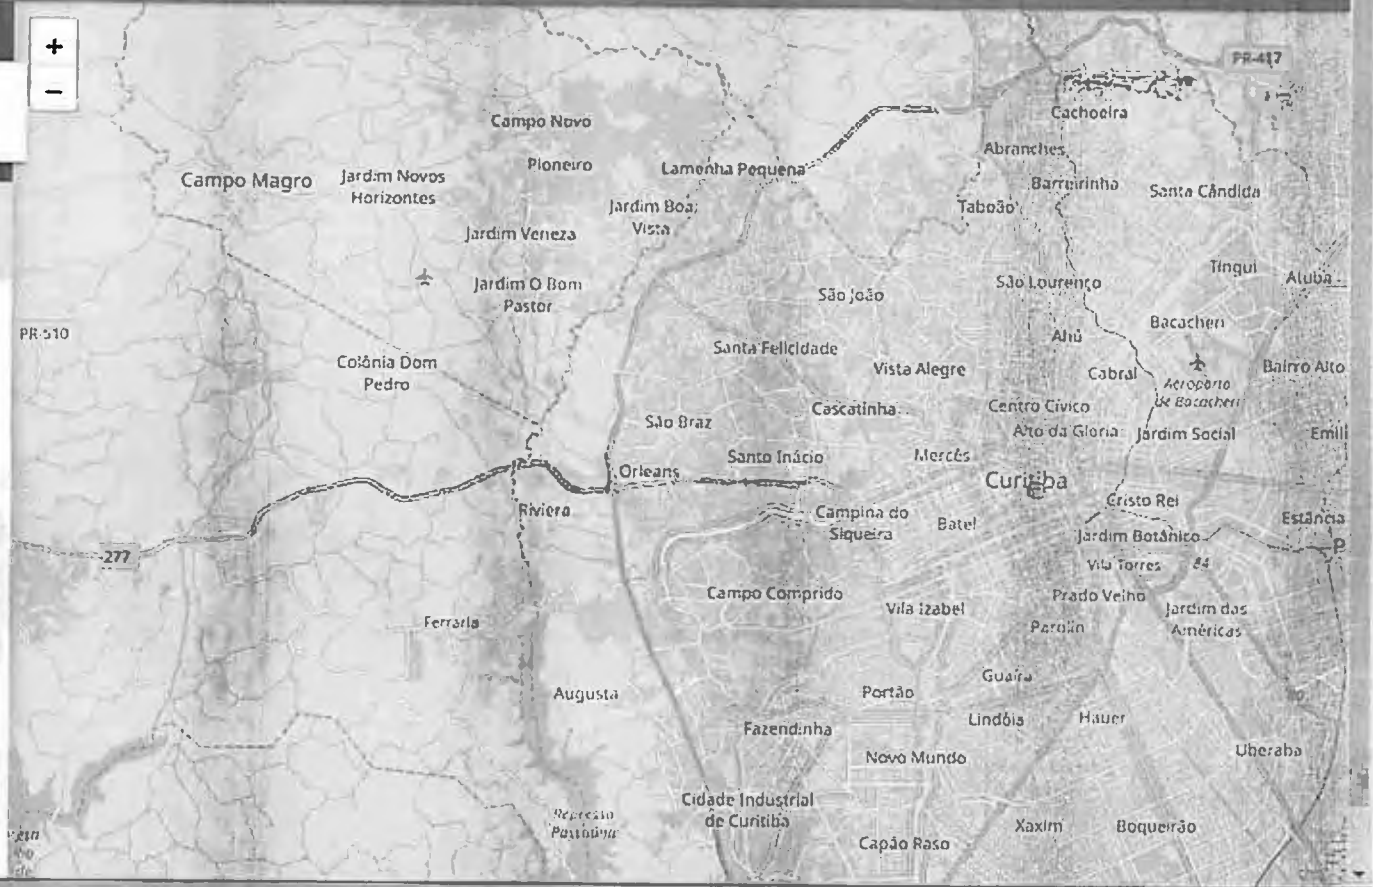 +
−
PR-417
Cachoeira
Campo Novo
Abranches
Pioneiro
Lamenha Pequena
Campo Magro
Jardim Novos
Horizontes
Barreirinha
Santa Cândida
Taboão
Jardim Boa
Vista
Jardim Veneza
Tingui
Atuba
Jardim O Bom
Pastor
São João
São Lourenço
PR-510
Bacacheri
Ahú
Santa Felicidade
Colônia Dom
Pedro
Vista Alegre
Cabral
Aeroporto
de Bacacheri
Bairro Alto
Cascatinha
Centro Cívico
São Braz
Alto da Glória
Jardim Social
Emili
Santo Inácio
Mercês
Orleans
Curitiba
Cristo Rei
Riviera
Campina do
Siqueira
Batel
Estância
Jardim Botânico
P
277
Vila Torres
Campo Comprido
Prado Velho
Vila Izabel
Jardim das
Américas
Ferraria
Parolin
Guaíra
Augusta
Portão
Lindóia
Hauer
Fazendinha
Uberaba
Novo Mundo
Cidade Industrial
de Curitiba
Represa
Passaúna
Xaxim
Boqueirão
Capão Raso